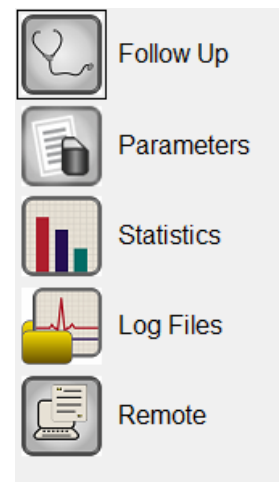 Follow Up
Parameters
Statistics
Log Files
Remote